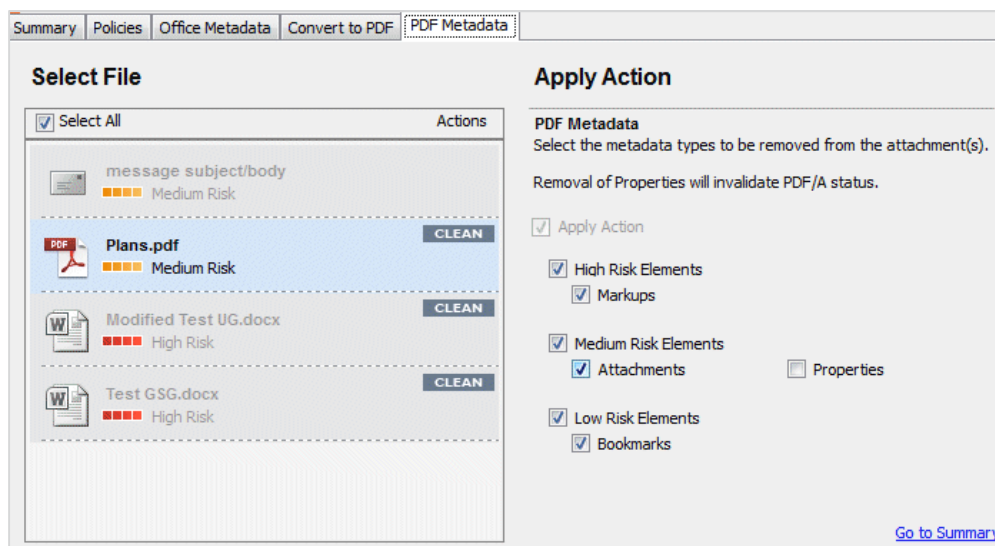 Summary Policies Office Metadata Convert to PDF PDF Metadata
Select File
Select All Actions
message subject/body
Medium Risk
CLEAN
PDF
Plans.pdf
Medium Risk
CLEAN
W
Modified Test UG.docx
High Risk
CLEAN
W
Test GSG.docx
High Risk
Apply Action
PDF Metadata
Select the metadata types to be removed from the attachment(s).
Removal of Properties will invalidate PDF/A status.
Apply Action
High Risk Elements
Markups
Medium Risk Elements
Attachments Properties
Low Risk Elements
Bookmarks
Go to Summary